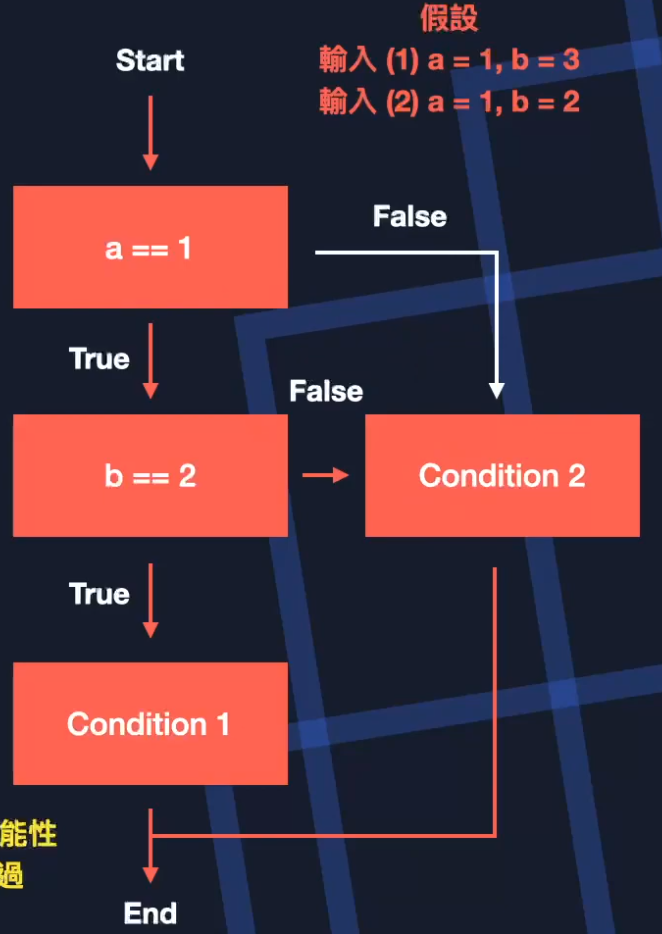 假設
輸入 (1) a = 1, b = 3
輸入 (2) a = 1, b = 2
Start
a == 1
False
True
False
b == 2
Condition 2
True
Condition 1
能性
過
End